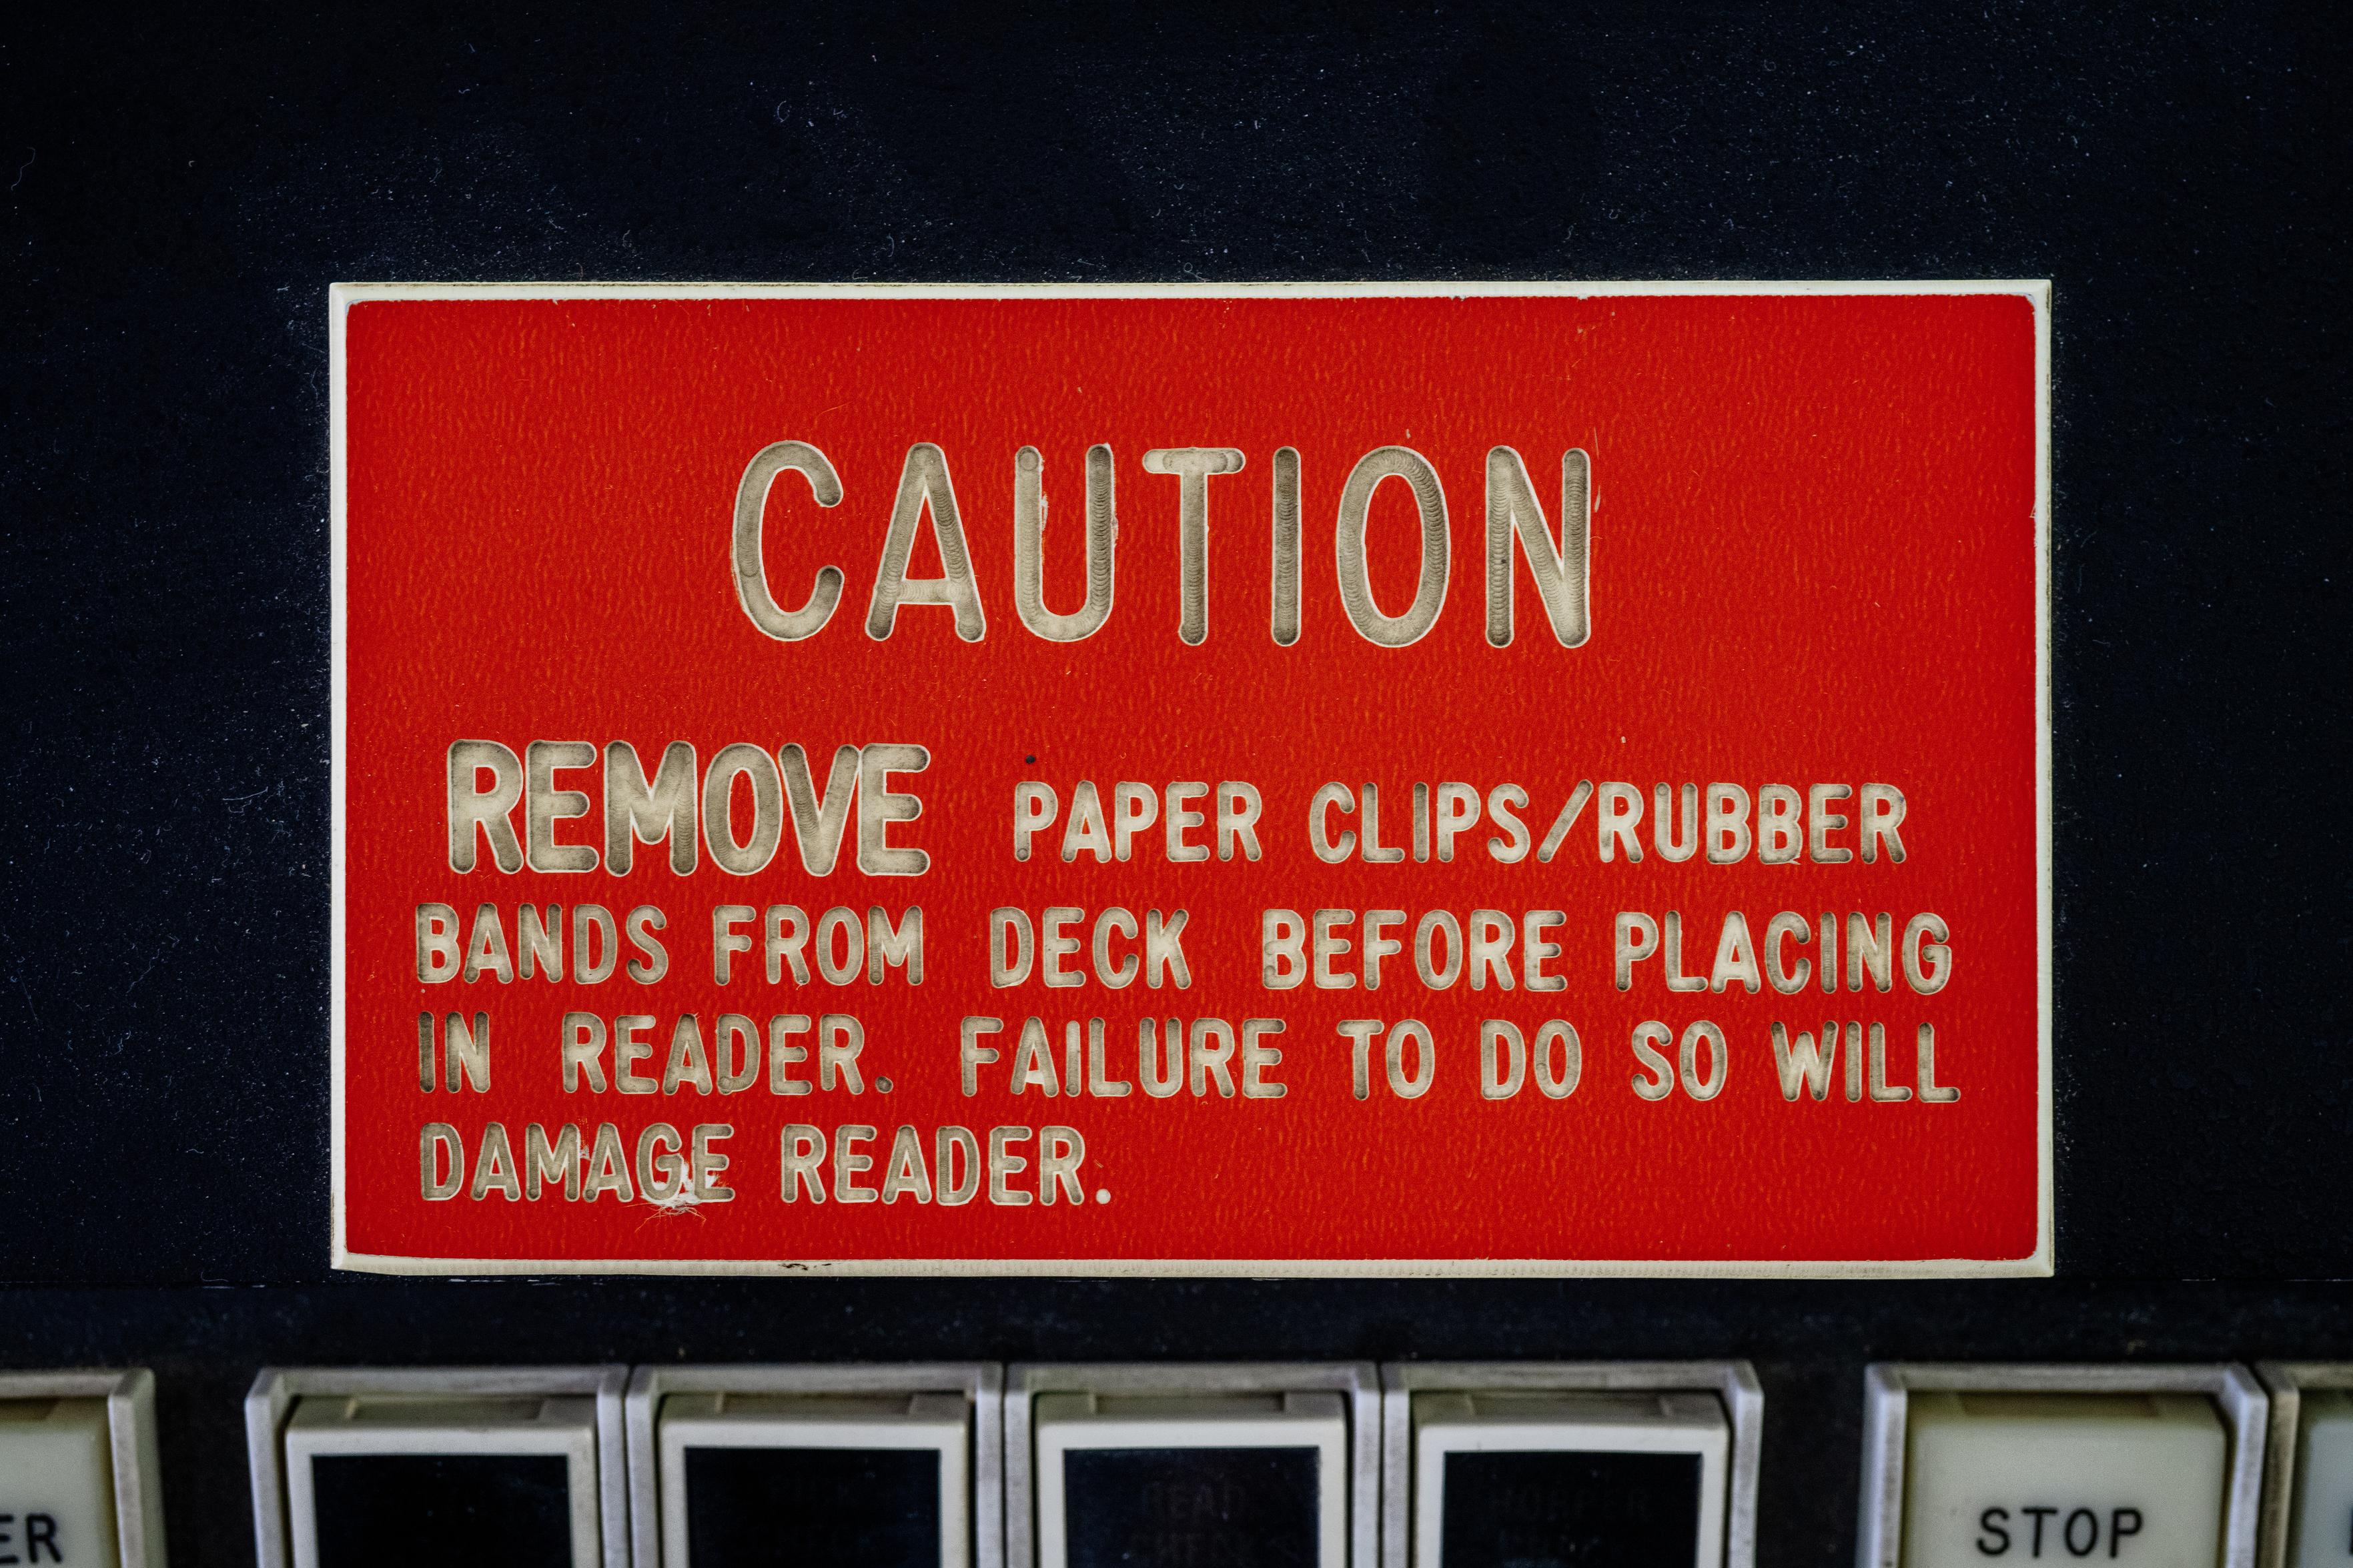 CAUTION
REMOVE PAPER CLIPS/RUBBER
BANDS FROM DECK BEFORE PLACING
IN READER. FAILURE TO DO SO WILL
DAMAGE READER.
STOP